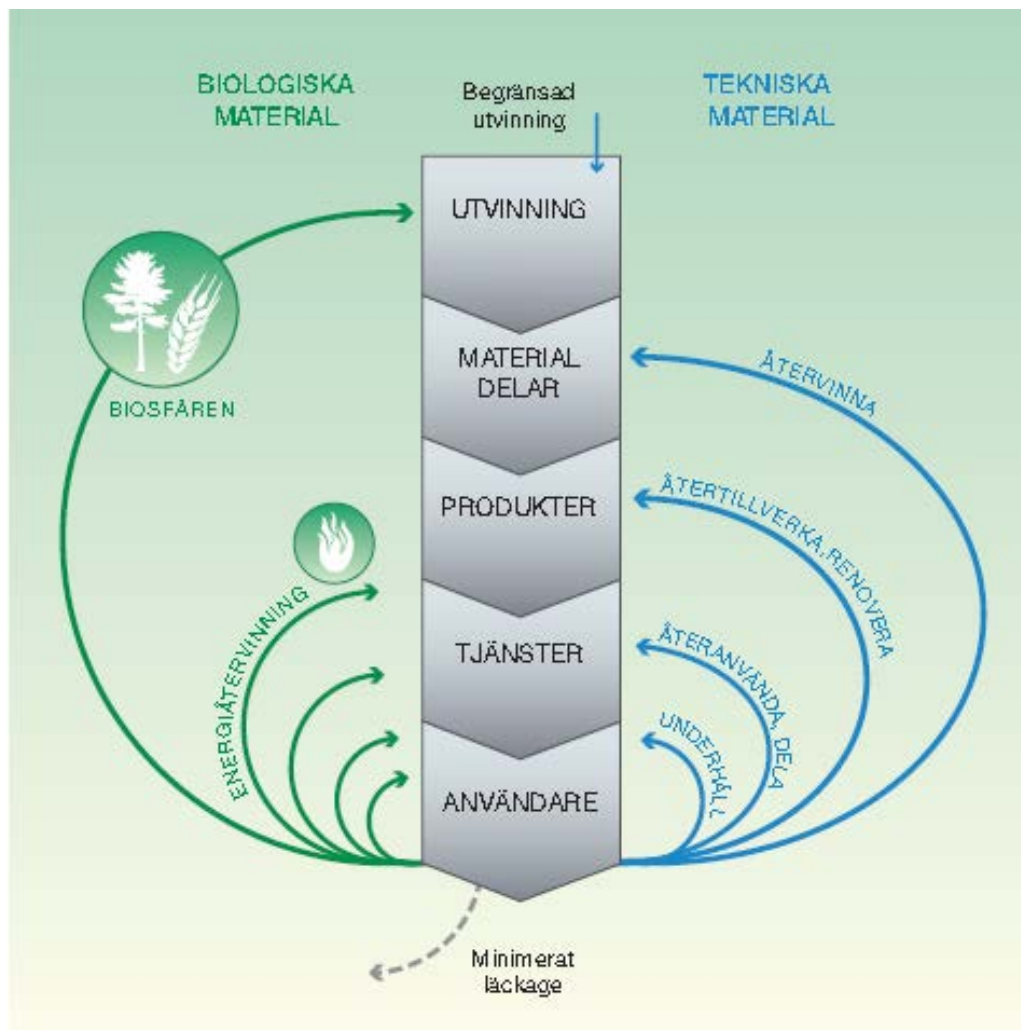 BIOLOGISKA
MATERIAL
Begränsad
utvinning
TEKNISKA
MATERIAL
UTVINNING
BIOSFÄREN
MATERIAL
DELAR
ÅTERVINNA
PRODUKTER
ÅTERTILLVERKA, RENOVERA
ENERGIÅTERVINNING
TJÄNSTER
ÅTERANVÄNDA, DELA
UNDERHÅLL
ANVÄNDARE
Minimerat
läckage